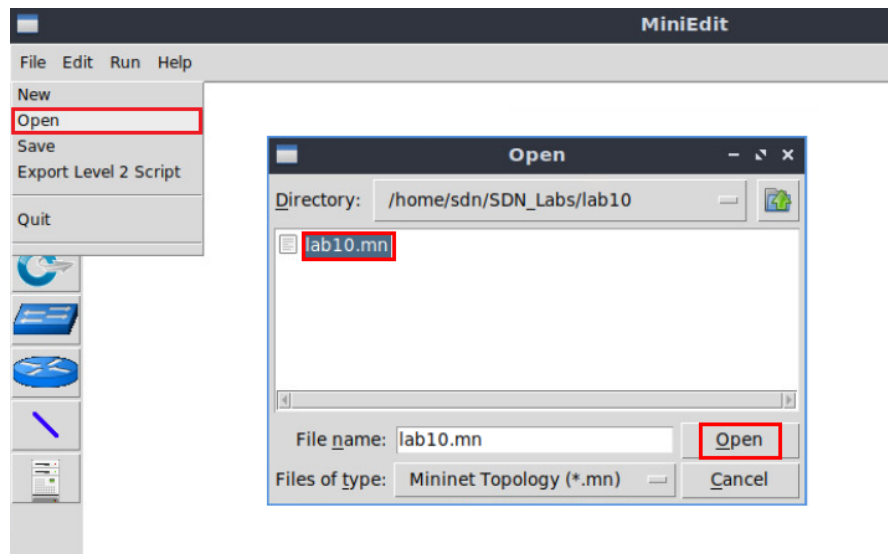 MiniEdit
File Edit Run Help
New
Open
Save
Export Level 2 Script
Quit
Open
Directory: /home/sdn/SDN_Labs/lab10
lab10.mn
File name: lab10.mn Open
Files of type: Mininet Topology (*.mn) Cancel